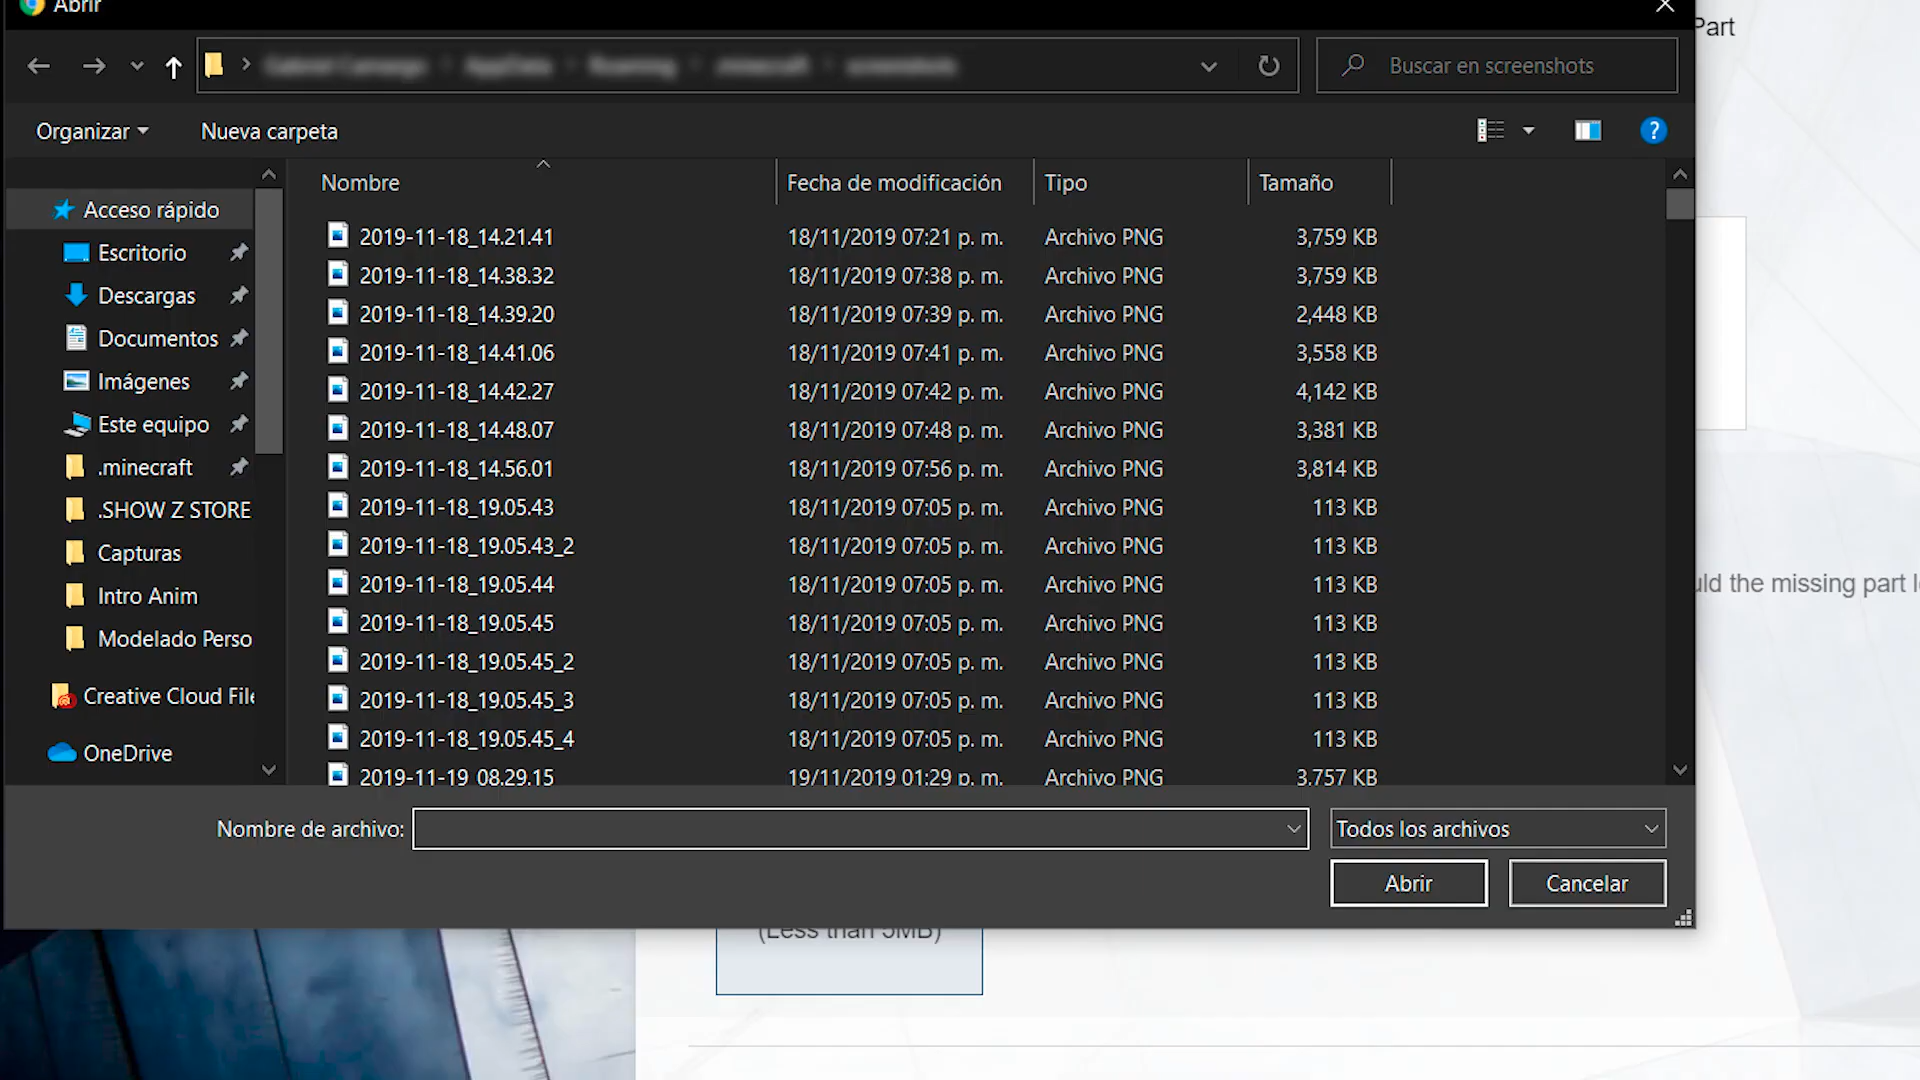 Abrir
Part
Buscar en screenshots
Organizar
Nueva carpeta
Nombre
Fecha de modificación
Tipo
Tamaño
Acceso rápido
Escritorio
Descargas
Documentos
Imágenes
Este equipo
.minecraft
.SHOW Z STORE
Capturas
Intro Anim
Modelado Perso
Creative Cloud File
OneDrive
2019-11-18_14.21.41 18/11/2019 07:21 p. m. Archivo PNG 3,759 KB
2019-11-18_14.38.32 18/11/2019 07:38 p. m. Archivo PNG 3,759 KB
2019-11-18_14.39.20 18/11/2019 07:39 p. m. Archivo PNG 2,448 KB
2019-11-18_14.41.06 18/11/2019 07:41 p. m. Archivo PNG 3,558 KB
2019-11-18_14.42.27 18/11/2019 07:42 p. m. Archivo PNG 4,142 KB
2019-11-18_14.48.07 18/11/2019 07:48 p. m. Archivo PNG 3,381 KB
2019-11-18_14.56.01 18/11/2019 07:56 p. m. Archivo PNG 3,814 KB
2019-11-18_19.05.43 18/11/2019 07:05 p. m. Archivo PNG 113 KB
2019-11-18_19.05.43_2 18/11/2019 07:05 p. m. Archivo PNG 113 KB
2019-11-18_19.05.44 18/11/2019 07:05 p. m. Archivo PNG 113 KB
2019-11-18_19.05.45 18/11/2019 07:05 p. m. Archivo PNG 113 KB
2019-11-18_19.05.45_2 18/11/2019 07:05 p. m. Archivo PNG 113 KB
2019-11-18_19.05.45_3 18/11/2019 07:05 p. m. Archivo PNG 113 KB
2019-11-18_19.05.45_4 18/11/2019 07:05 p. m. Archivo PNG 113 KB
2019-11-19_08.29.15 19/11/2019 01:29 p. m. Archivo PNG 3,757 KB
uld the missing part l
Nombre de archivo:
Todos los archivos
Abrir
Cancelar
(Less than 5MB)